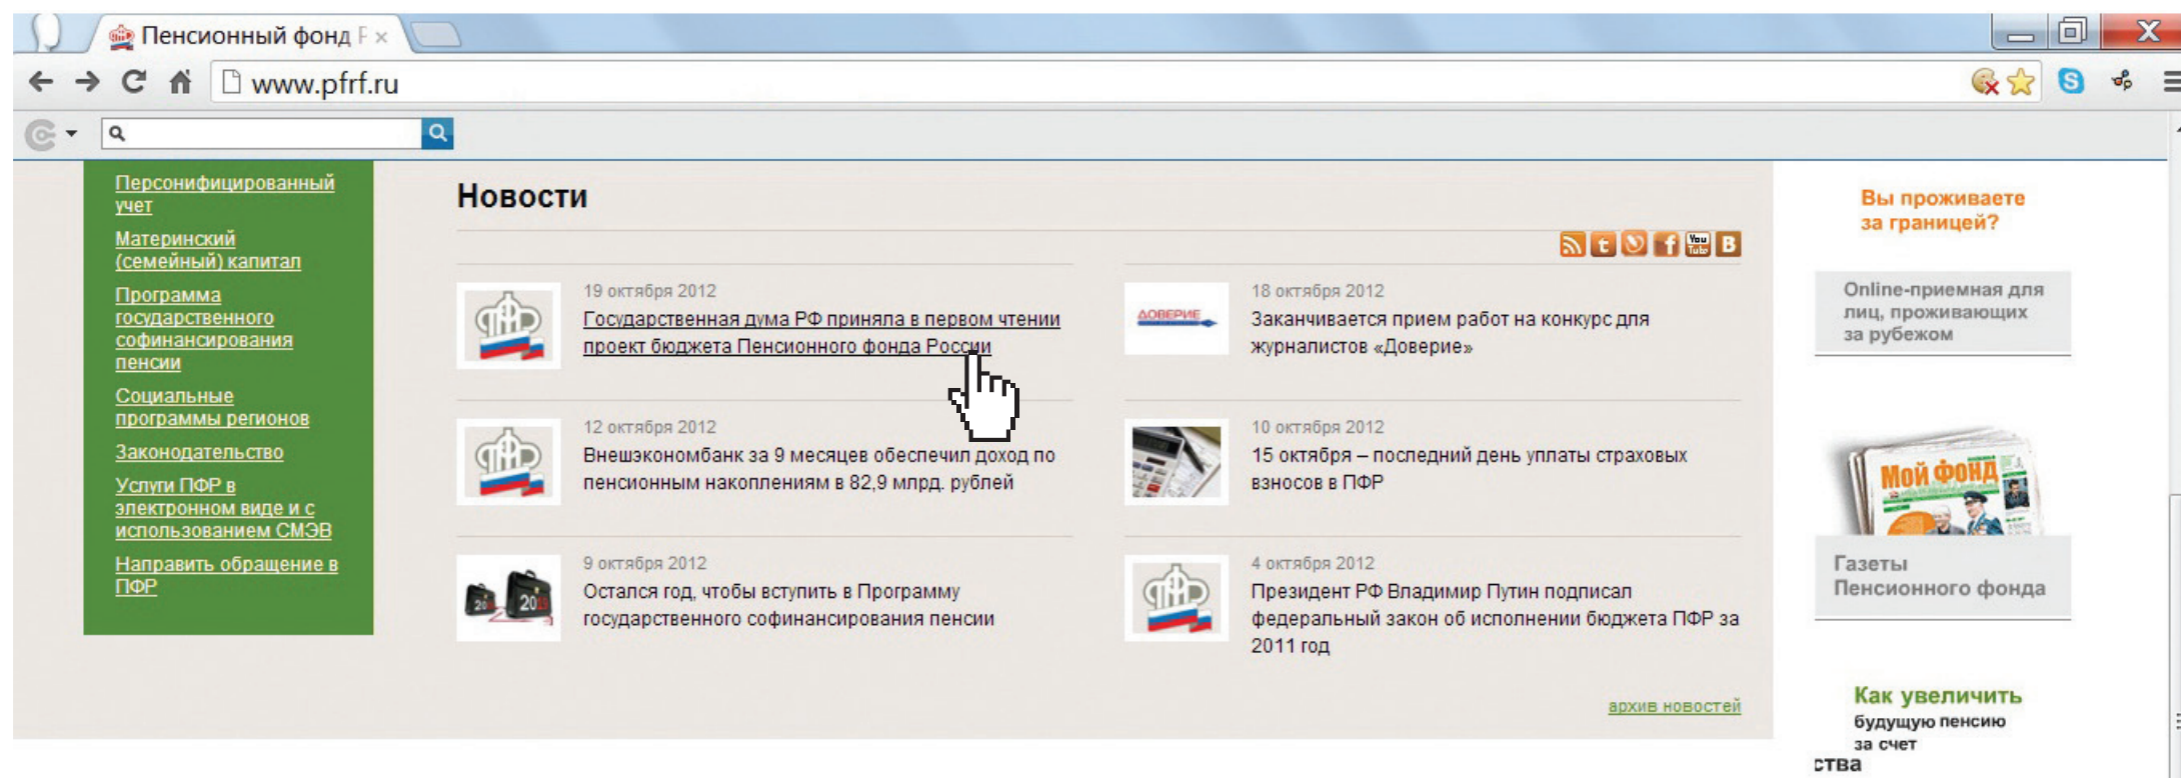 Пенсионный фонд Р
www.pfrf.ru
Персонифицированный
учет
Материнский
(семейный) капитал
Программа
государственного
софинансирования
пенсии
Социальные
программы регионов
Законодательство
Услуги ПФР в
электронном виде и с
использованием СМЭВ
Направить обращение в
ПФР
Новости
You
Tube
19 октября 2012
Государственная дума РФ приняла в первом чтении
проект бюджета Пенсионного фонда России
ДОВЕРИЕ
18 октября 2012
Заканчивается прием работ на конкурс для
журналистов «Доверие»
12 октября 2012
Внешэкономбанк за 9 месяцев обеспечил доход по
пенсионным накоплениям в 82,9 млрд. рублей
10 октября 2012
15 октября – последний день уплаты страховых
взносов в ПФР
9 октября 2012
Остался год, чтобы вступить в Программу
государственного софинансирования пенсии
4 октября 2012
Президент РФ Владимир Путин подписал
федеральный закон об исполнении бюджета ПФР за
2011 год
архив новостей
Вы проживаете
за границей?
Online-приемная для
лиц, проживающих
за рубежом
Мой фонд
Газеты
Пенсионного фонда
Как увеличить
будущую пенсию
за счет
ства